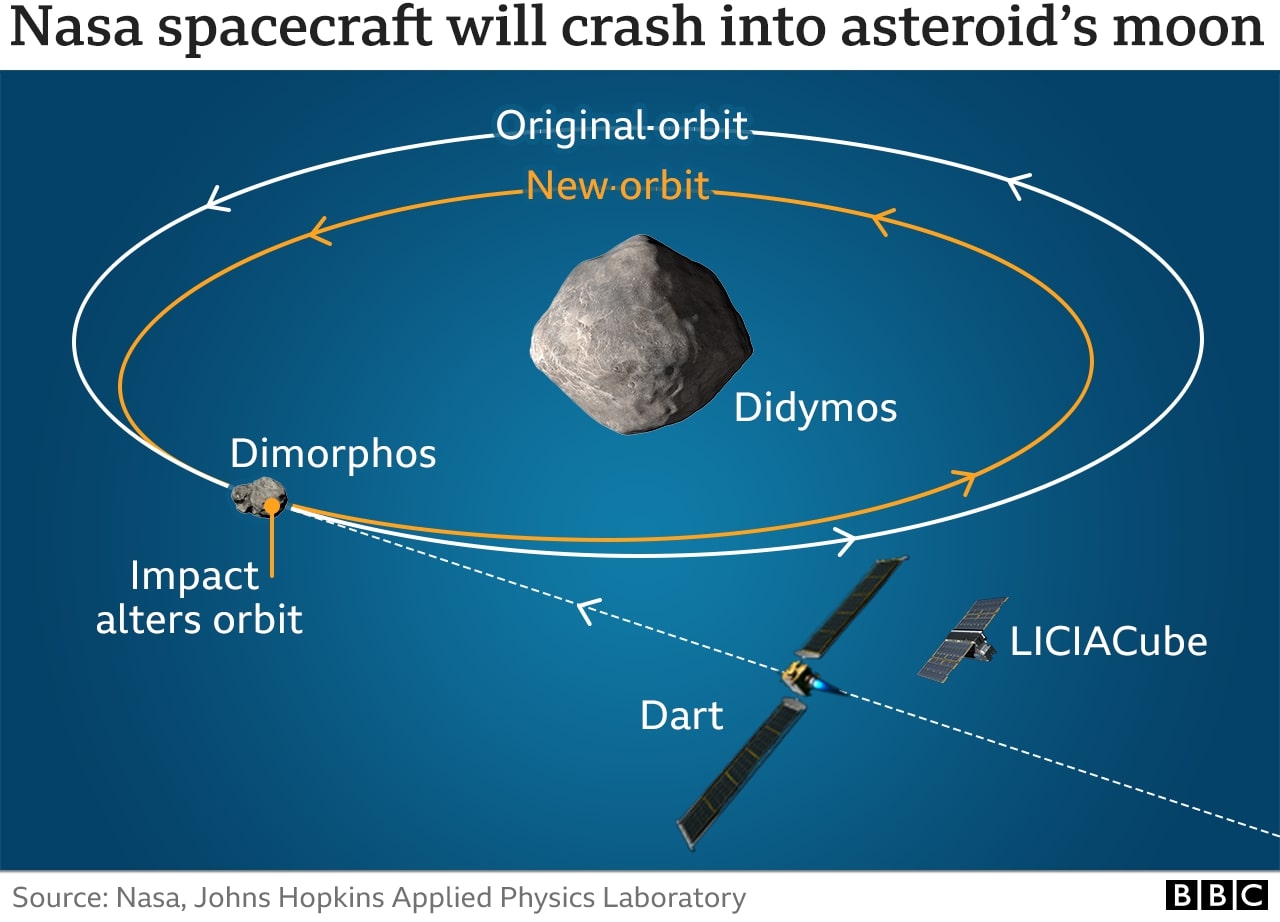 Nasa spacecraft will crash into asteroid's moon
Original orbit
New orbit
Didymos
Dimorphos
Impact
alters orbit
LICIACube
Dart
Source: Nasa, Johns Hopkins Applied Physics Laboratory
BBC